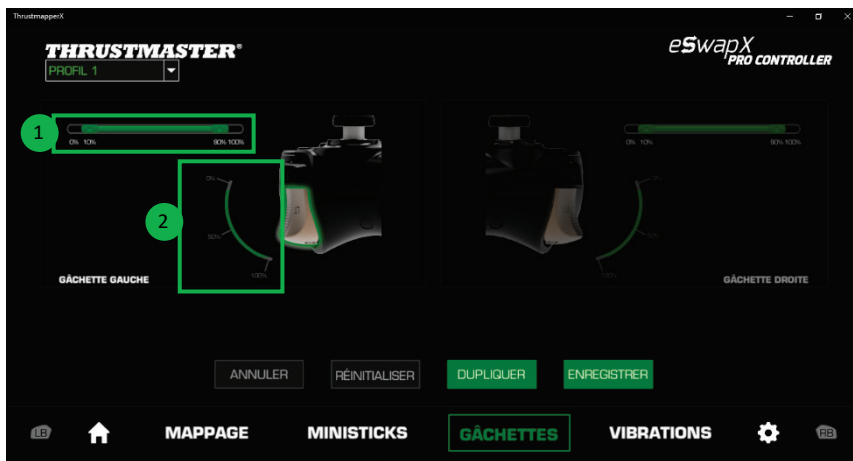 ThrustmapperX
THRUSTMASTER®
eSwapX
PRO CONTROLLER
PROFIL 1
1
0% 10% 90% 100%
0% 10% 90% 100%
2
0%
50%
100%
GÂCHETTE GAUCHE
GÂCHETTE DROITE
ANNULER RÉINITIALISER DUPLIQUER ENREGISTRER
LB MAPPAGE MINISTICKS GÂCHETTES VIBRATIONS RB